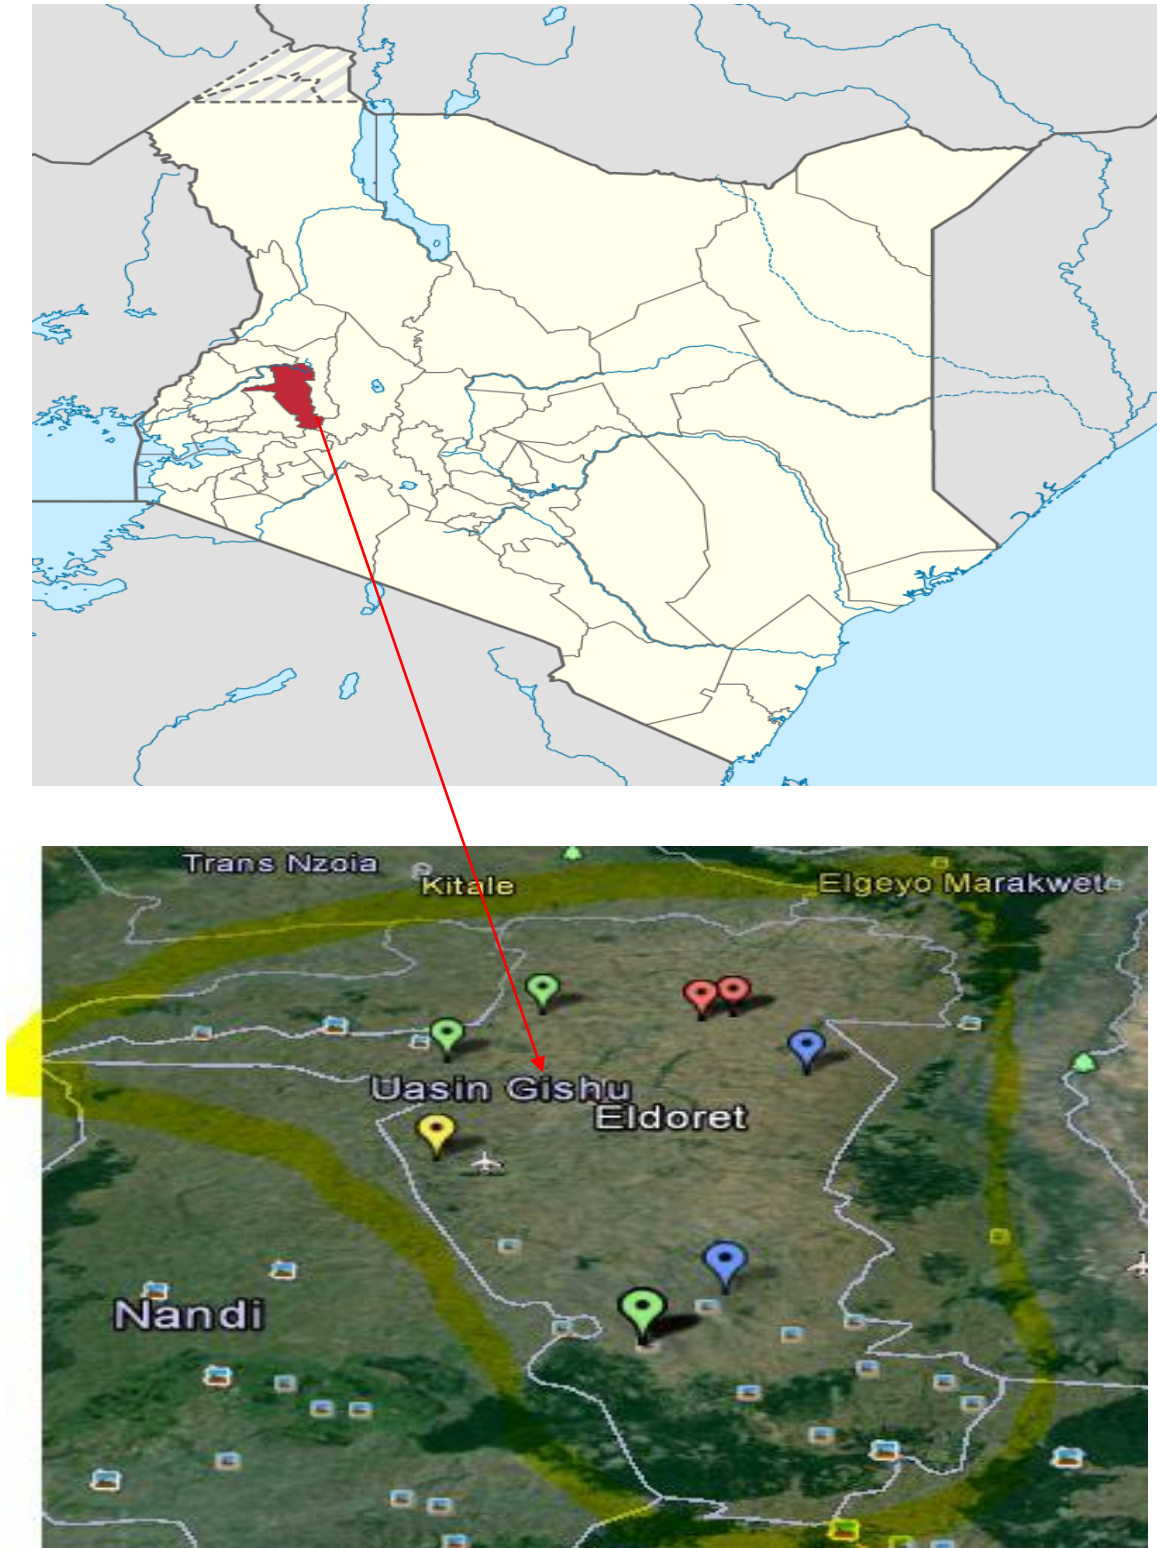 Trans Nzoia
Kitale
Elgeyo Marakwet
Uasin Gishu
Eldoret
Nandi